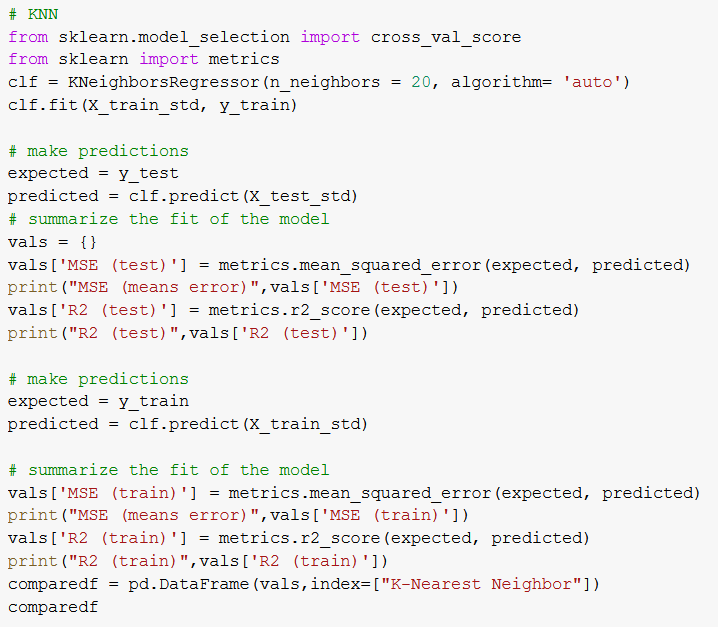 # KNN
from sklearn.model_selection import cross_val_score
from sklearn import metrics
clf = KNeighborsRegressor(n_neighbors = 20, algorithm= 'auto')
clf.fit(X_train_std, y_train)

# make predictions
expected = y_test
predicted = clf.predict(X_test_std)
# summarize the fit of the model
vals = {}
vals['MSE (test)'] = metrics.mean_squared_error(expected, predicted)
print("MSE (means error)",vals['MSE (test)'])
vals['R2 (test)'] = metrics.r2_score(expected, predicted)
print("R2 (test)",vals['R2 (test)'])

# make predictions
expected = y_train
predicted = clf.predict(X_train_std)

# summarize the fit of the model
vals['MSE (train)'] = metrics.mean_squared_error(expected, predicted)
print("MSE (means error)",vals['MSE (train)'])
vals['R2 (train)'] = metrics.r2_score(expected, predicted)
print("R2 (train)",vals['R2 (train)'])
comparedf = pd.DataFrame(vals,index=["K-Nearest Neighbor"])
comparedf